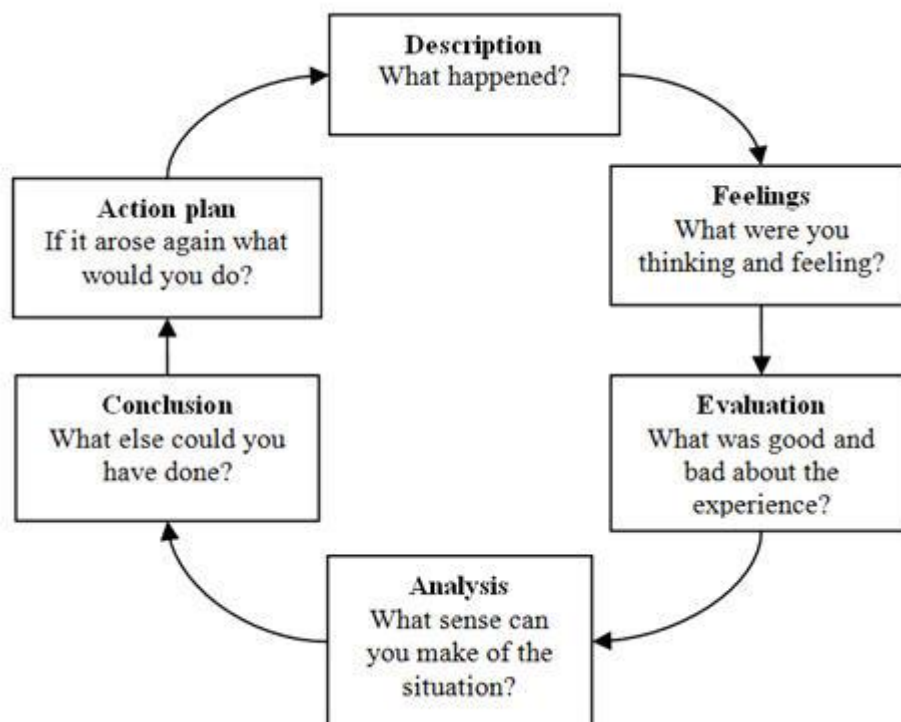 Description
What happened?
Feelings
What were you
thinking and feeling?
Evaluation
What was good and
bad about the
experience?
Analysis
What sense can
you make of the
situation?
Conclusion
What else could you
have done?
Action plan
If it arose again what
would you do?